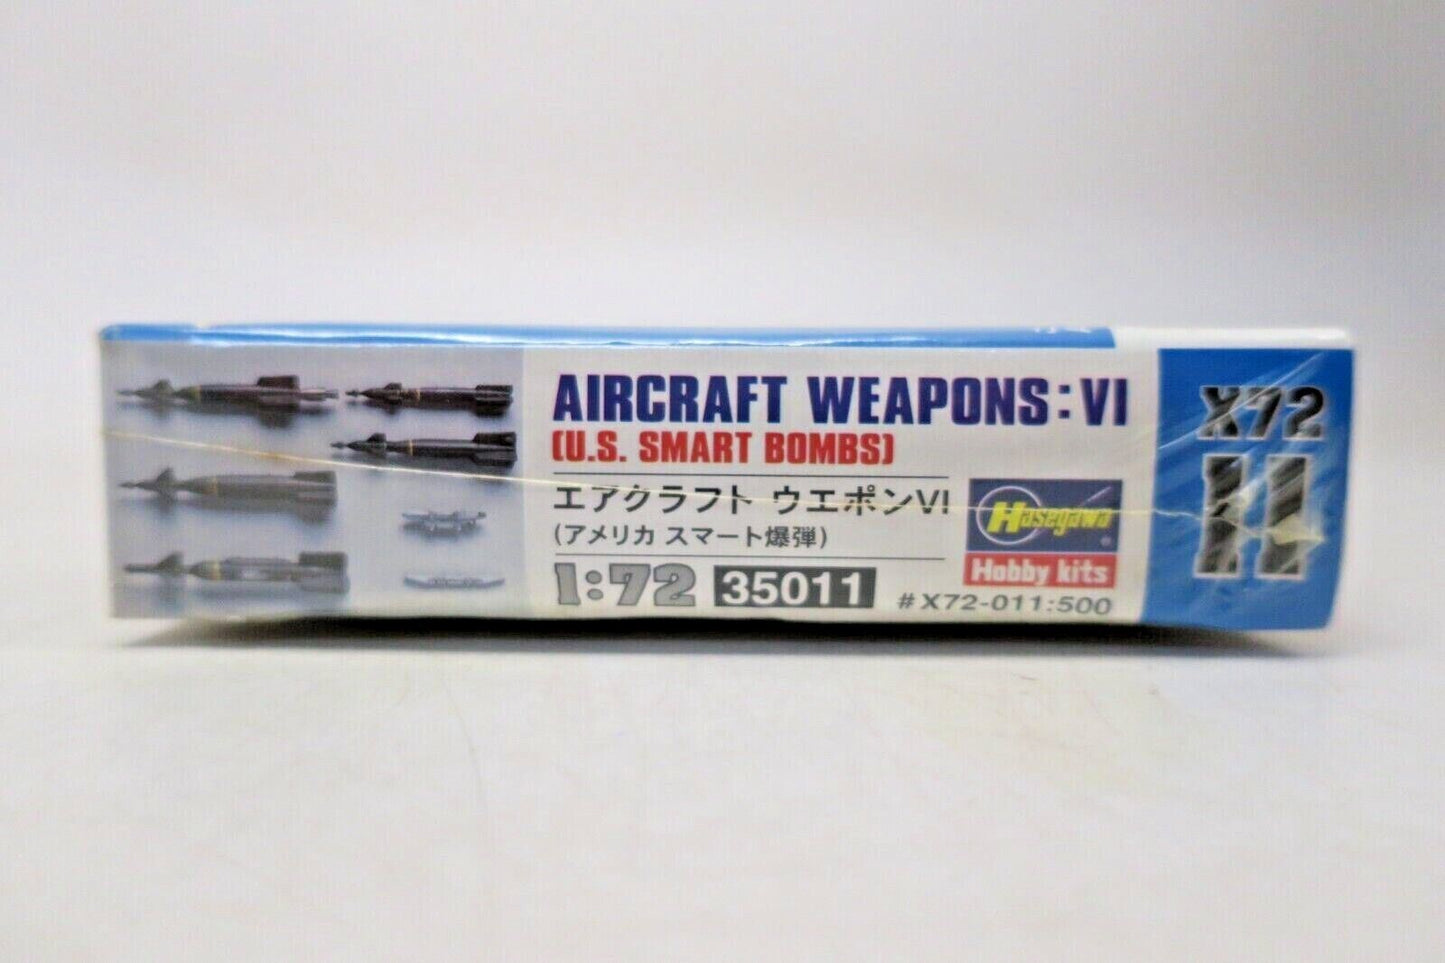 AIRCRAFT WEAPONS:VI
(U.S. SMART BOMBS)
エアクラフト ウエポンVI
(アメリカ スマート爆弾)
1:72 35011 #X72-011:500
Hasegawa®
Hobby kits
X72
11